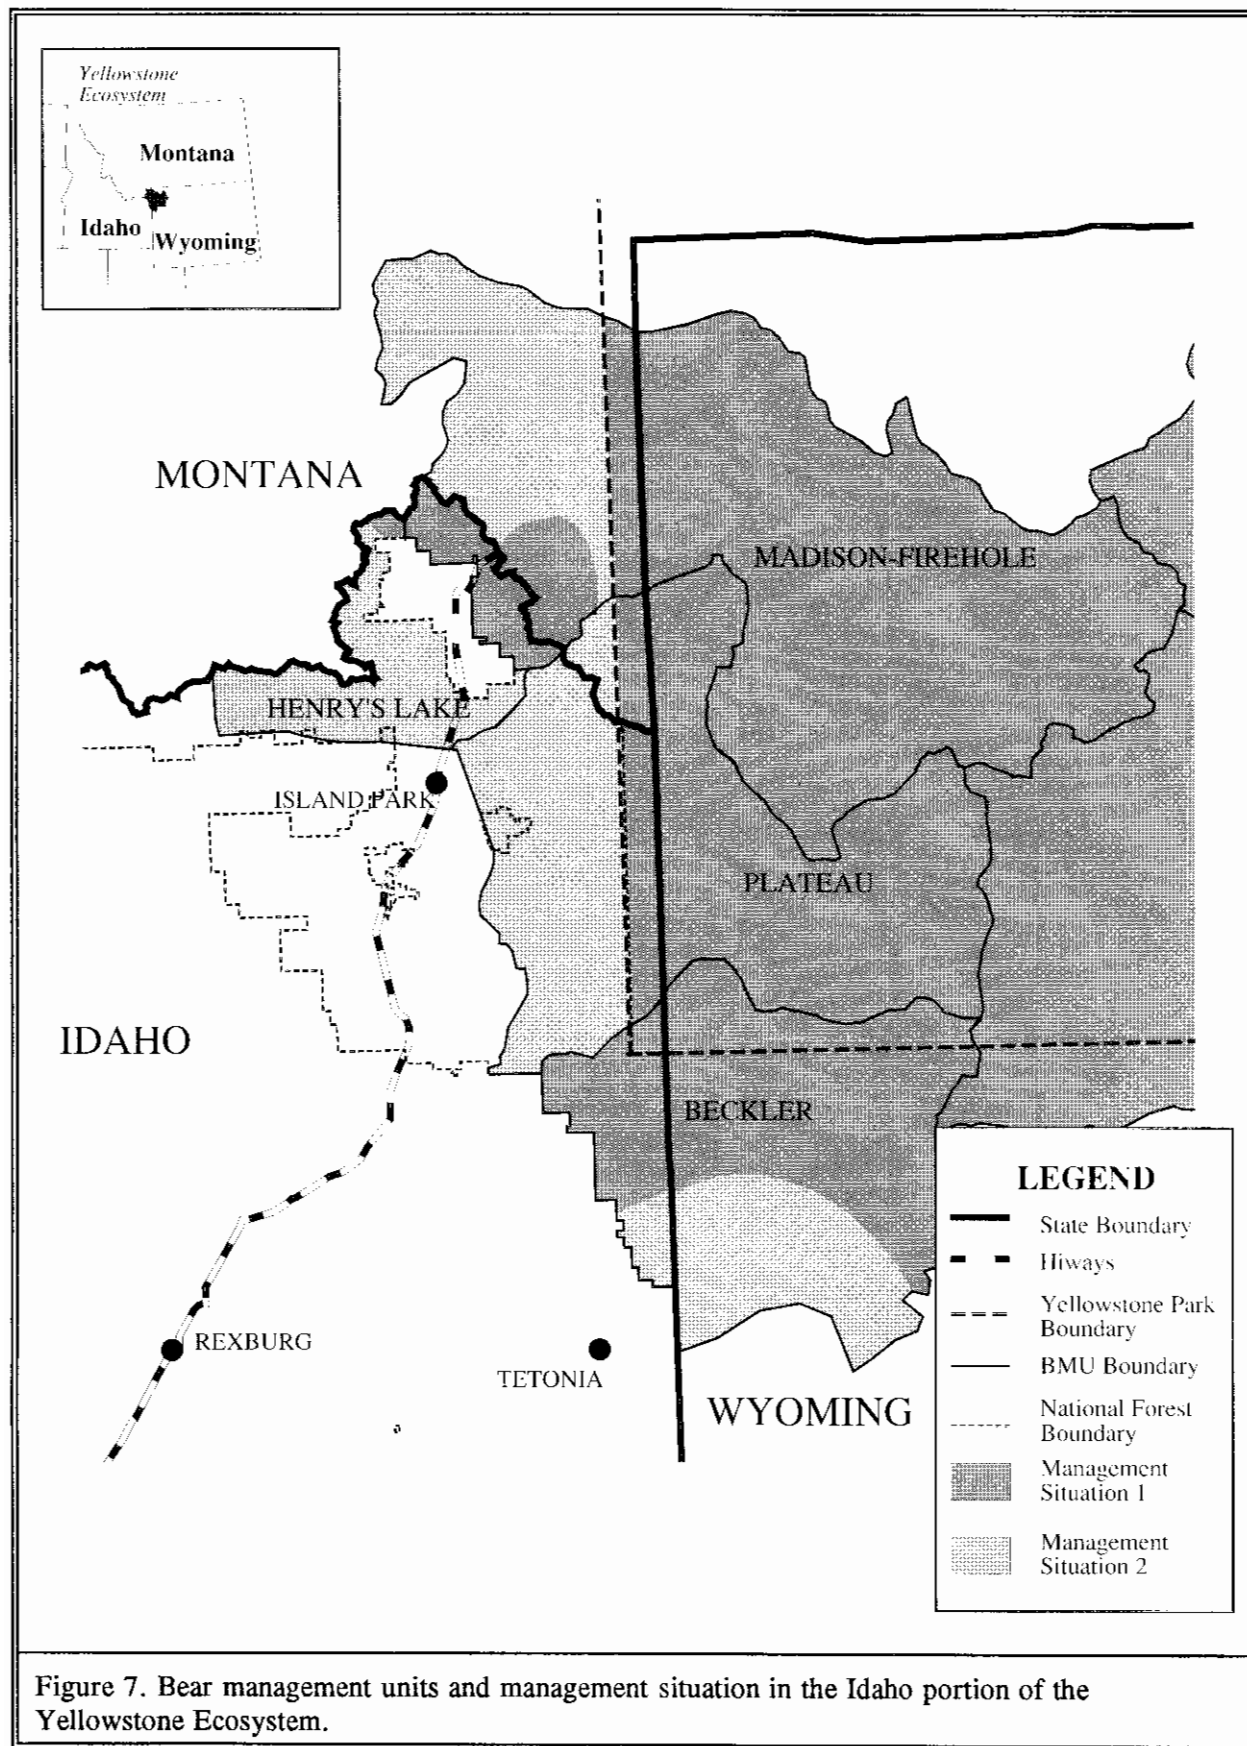 Yellowstone
Ecosystem
Montana
Idaho
Wyoming
MONTANA
MADISON-FIREHOLE
HENRY'S LAKE
ISLAND PARK
PLATEAU
IDAHO
BECKLER
REXBURG
TETONIA
WYOMING
LEGEND
State Boundary
Hiways
Yellowstone Park
Boundary
BMU Boundary
National Forest
Boundary
Management
Situation 1
Management
Situation 2
Figure 7. Bear management units and management situation in the Idaho portion of the
Yellowstone Ecosystem.